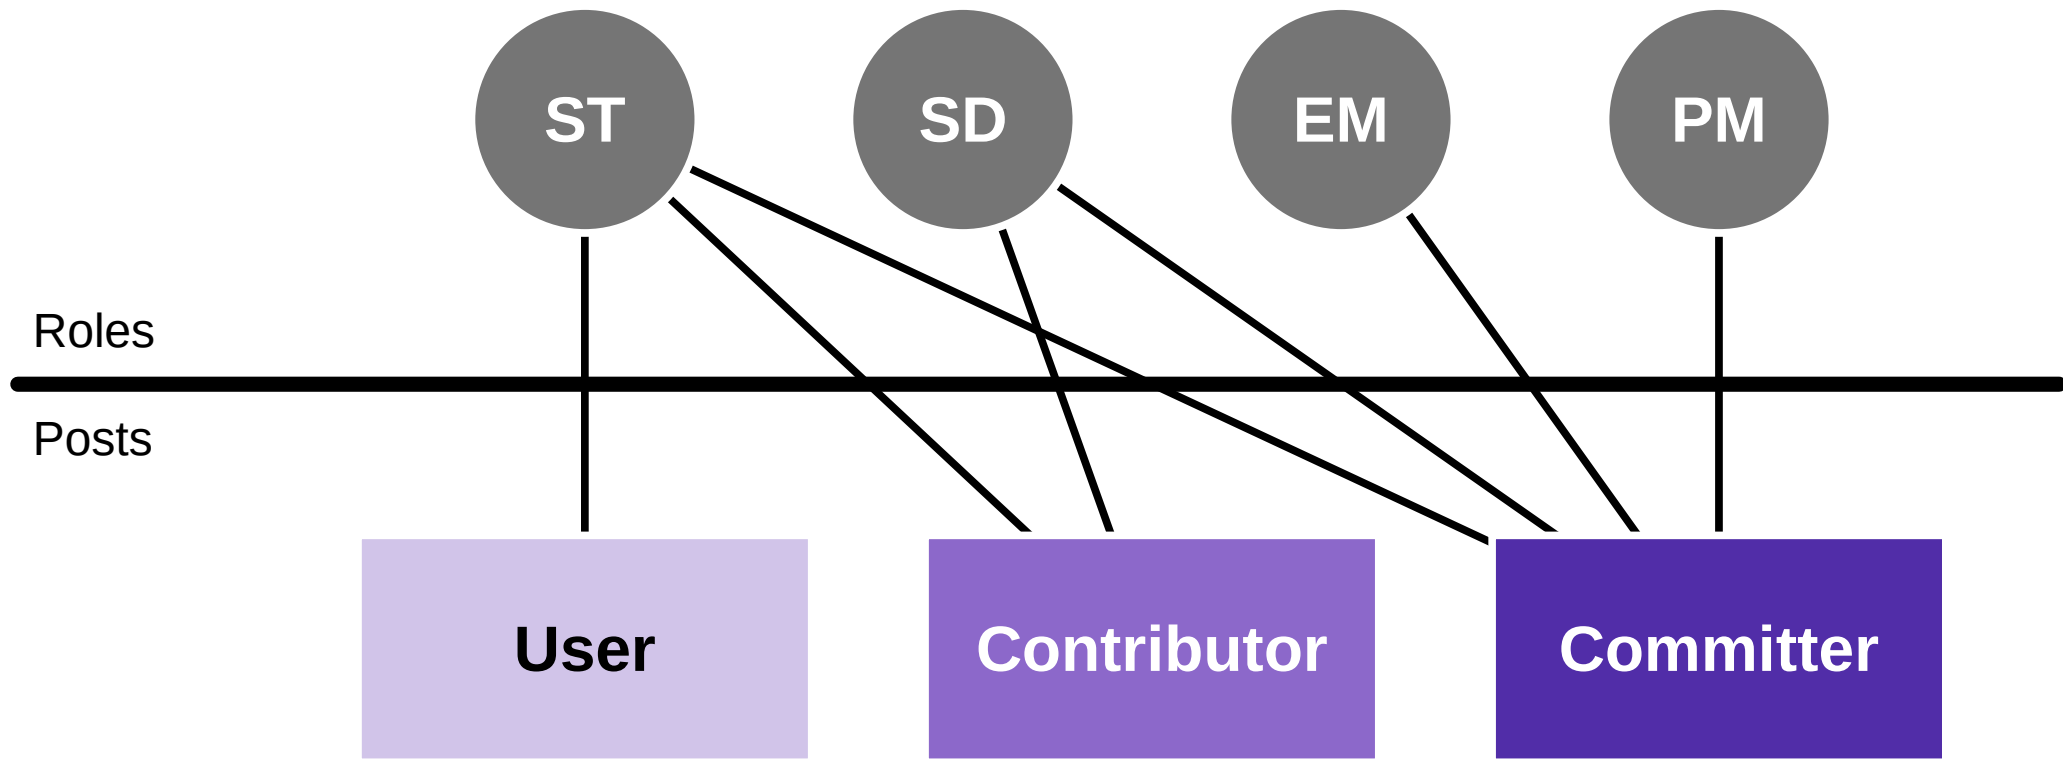 ST
SD
EM
PM
Roles
Posts
User
Contributor
Committer